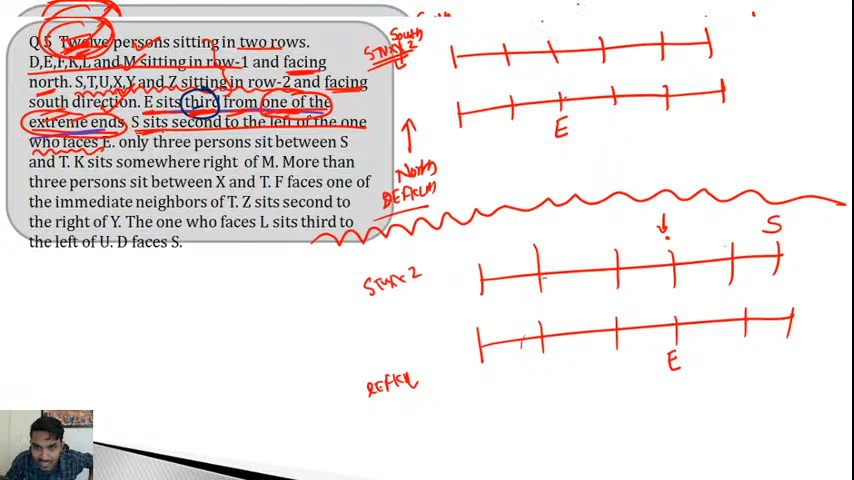 Q.5 Twelve persons sitting in two rows.
D,E,F,K,L and M sitting in row-1 and facing
north. S,T,U,X,Y and Z sitting in row-2 and facing
south direction. E sits third from one of the
extreme ends. S sits second to the left of the one
who faces E. only three persons sit between S
and T. K sits somewhere right of M. More than
three persons sit between X and T. F faces one of
the immediate neighbors of T. Z sits second to
the right of Y. The one who faces L sits third to
the left of U. D faces S.
South
E
North
DEFKLM
S
E